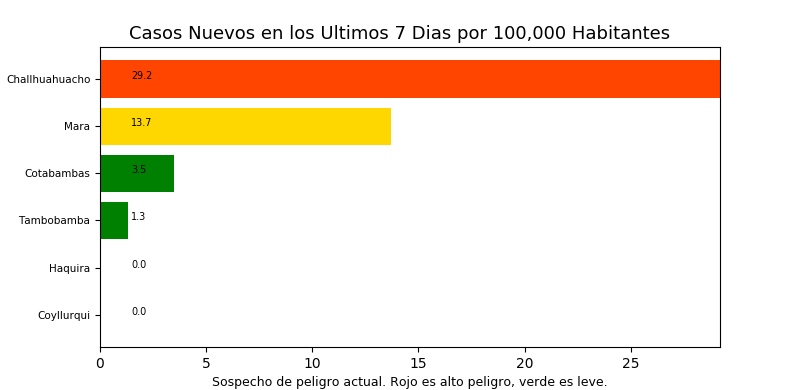 Casos Nuevos en los Ultimos 7 Dias por 100,000 Habitantes
Challhuahuacho 29.2
Mara 13.7
Cotabambas 3.5
Tambobamba 1.3
Haquira 0.0
Coyllurqui 0.0
0 5 10 15 20 25
Sospecho de peligro actual. Rojo es alto peligro, verde es leve.